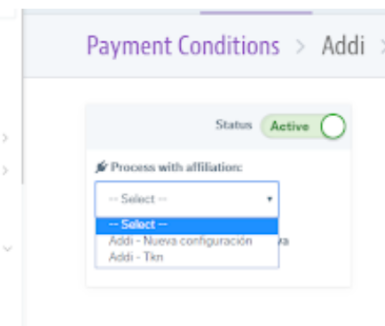 Payment Conditions > Addi >
Status Active
Process with affiliation:
-- Select --
-- Select --
Addi - Nueva configuración
Addi - Tkn